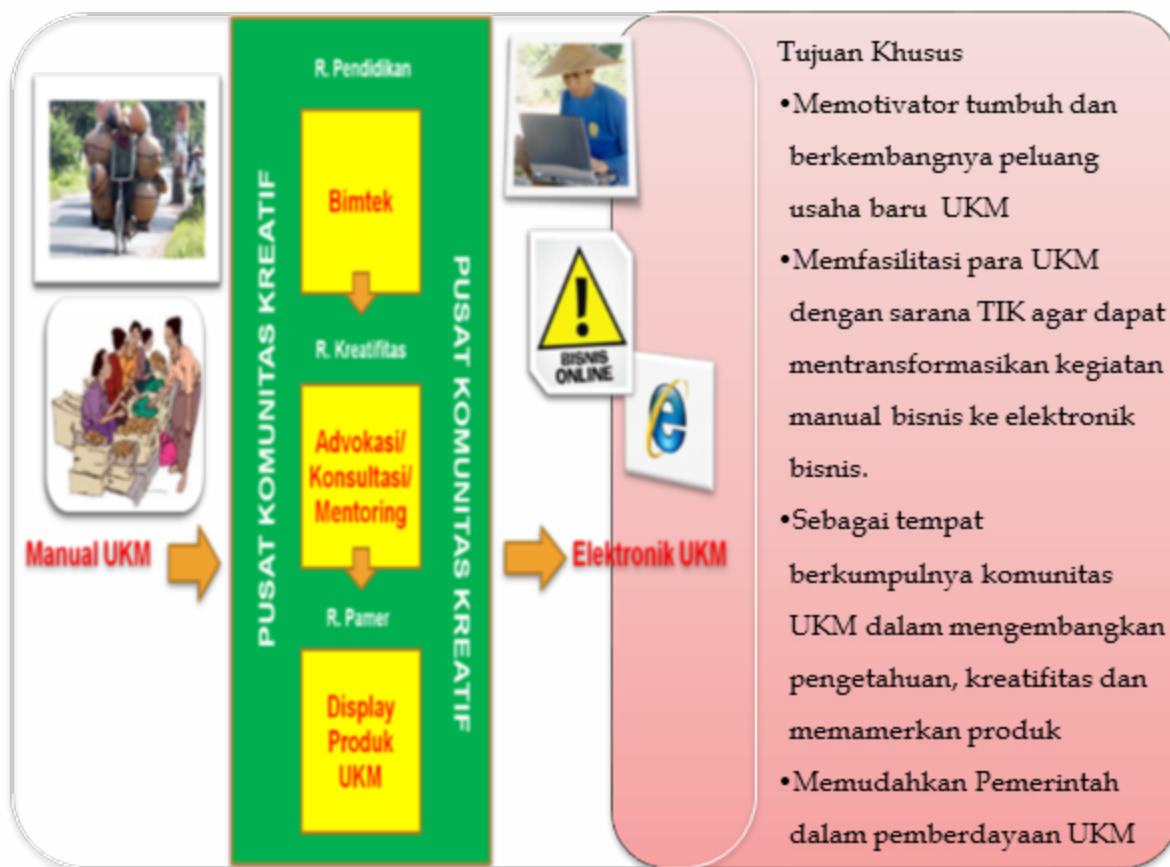 R. Pendidikan
Bimtek
R. Kreatifitas
Advokasi/
Konsultasi/
Mentoring
R. Pamer
Display
Produk
UKM
PUSAT KOMUNITAS KREATIF
PUSAT KOMUNITAS KREATIF
Manual UKM
BISNIS
ONLINE
Elektronik UKM
Tujuan Khusus
•Memotivator tumbuh dan
berkembangnya peluang
usaha baru UKM
•Memfasilitasi para UKM
dengan sarana TIK agar dapat
mentransformasikan kegiatan
manual bisnis ke elektronik
bisnis.
•Sebagai tempat
berkumpulnya komunitas
UKM dalam mengembangkan
pengetahuan, kreatifitas dan
memamerkan produk
•Memudahkan Pemerintah
dalam pemberdayaan UKM